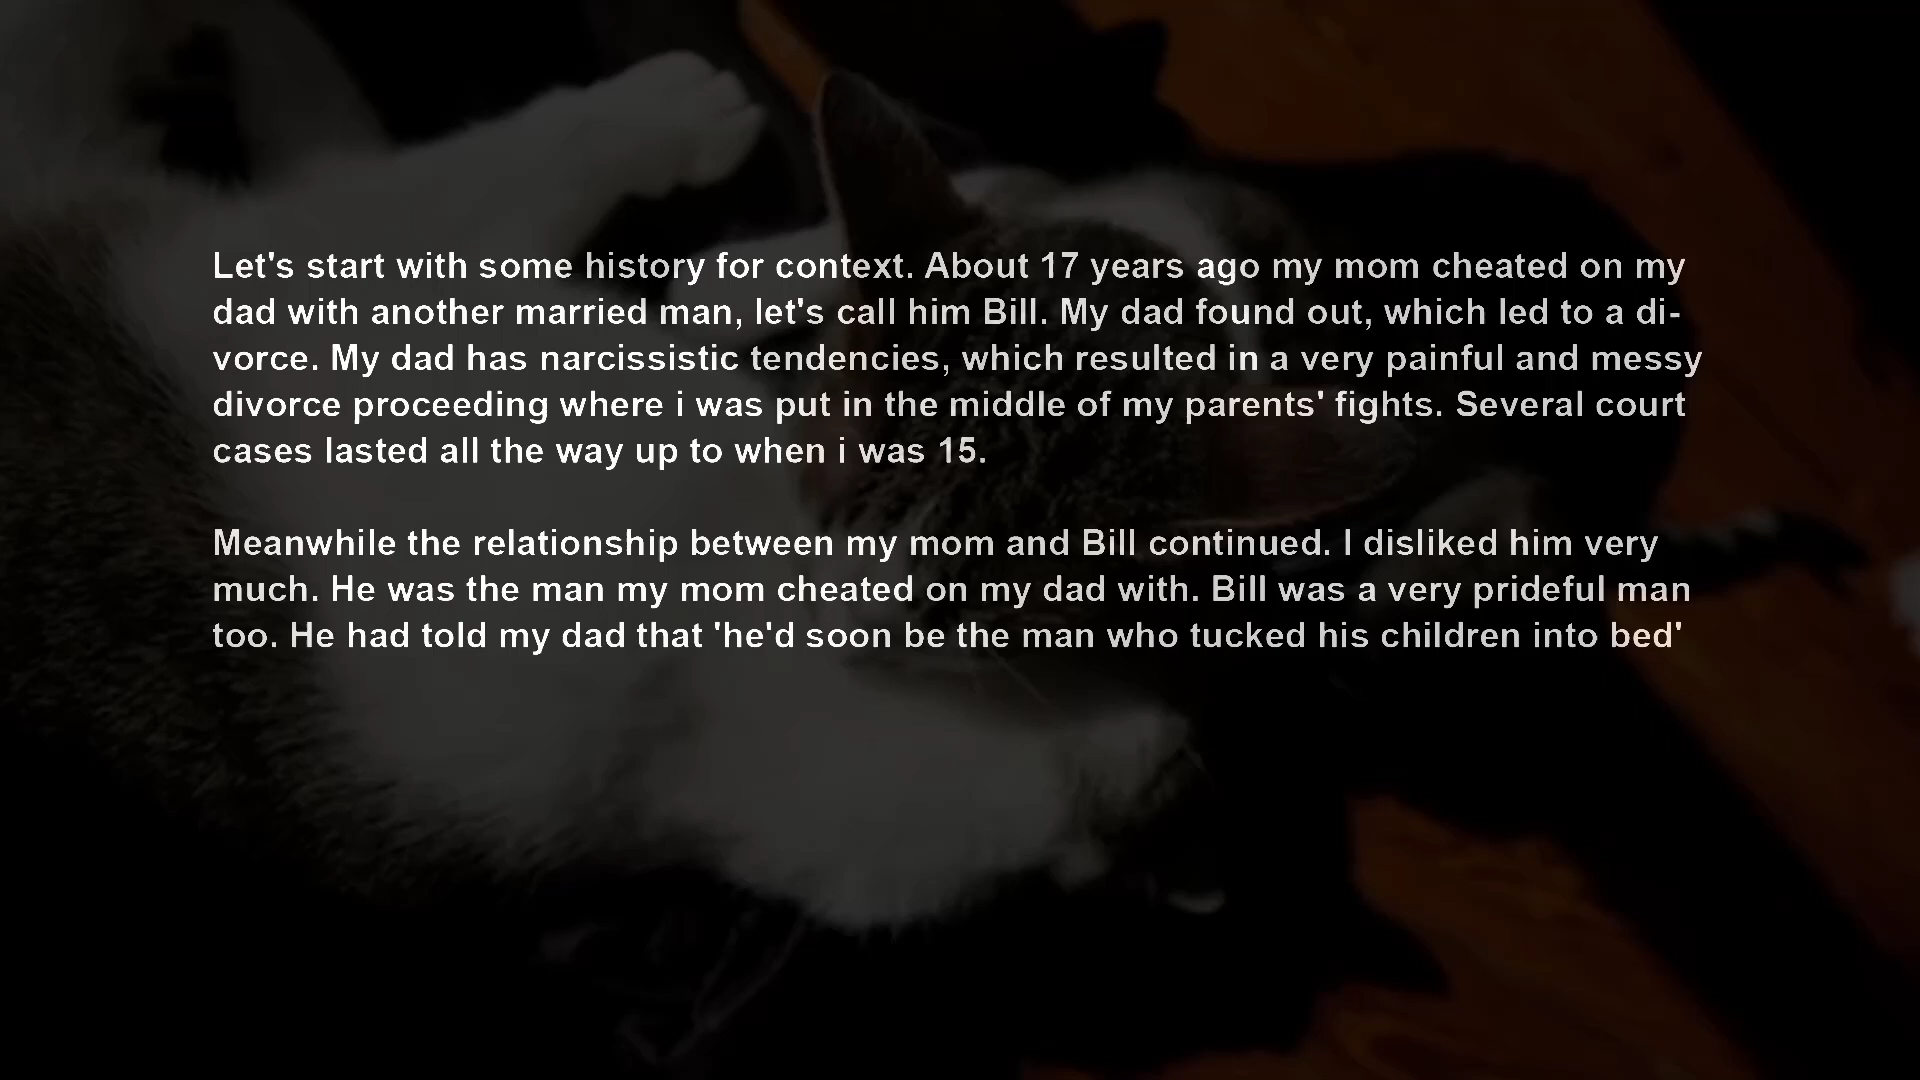 Let's start with some history for context. About 17 years ago my mom cheated on my
dad with another married man, let's call him Bill. My dad found out, which led to a di-
vorce. My dad has narcissistic tendencies, which resulted in a very painful and messy
divorce proceeding where i was put in the middle of my parents' fights. Several court
cases lasted all the way up to when i was 15.
Meanwhile the relationship between my mom and Bill continued. I disliked him very
much. He was the man my mom cheated on my dad with. Bill was a very prideful man
too. He had told my dad that 'he'd soon be the man who tucked his children into bed'